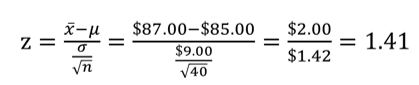 z = x̄−μ / σ/√n = $87.00−$85.00 / $9.00/√40 = $2.00 / $1.42 = 1.41